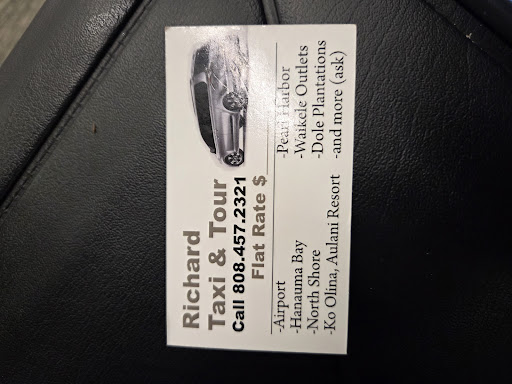 Richard
Taxi & Tour
Call 808.457.2321
Flat Rate $
-Airport
-Hanauma Bay
-North Shore
-Ko Olina, Aulani Resort
-Pearl Harbor
-Waikele Outlets
-Dole Plantations
-and more (ask)